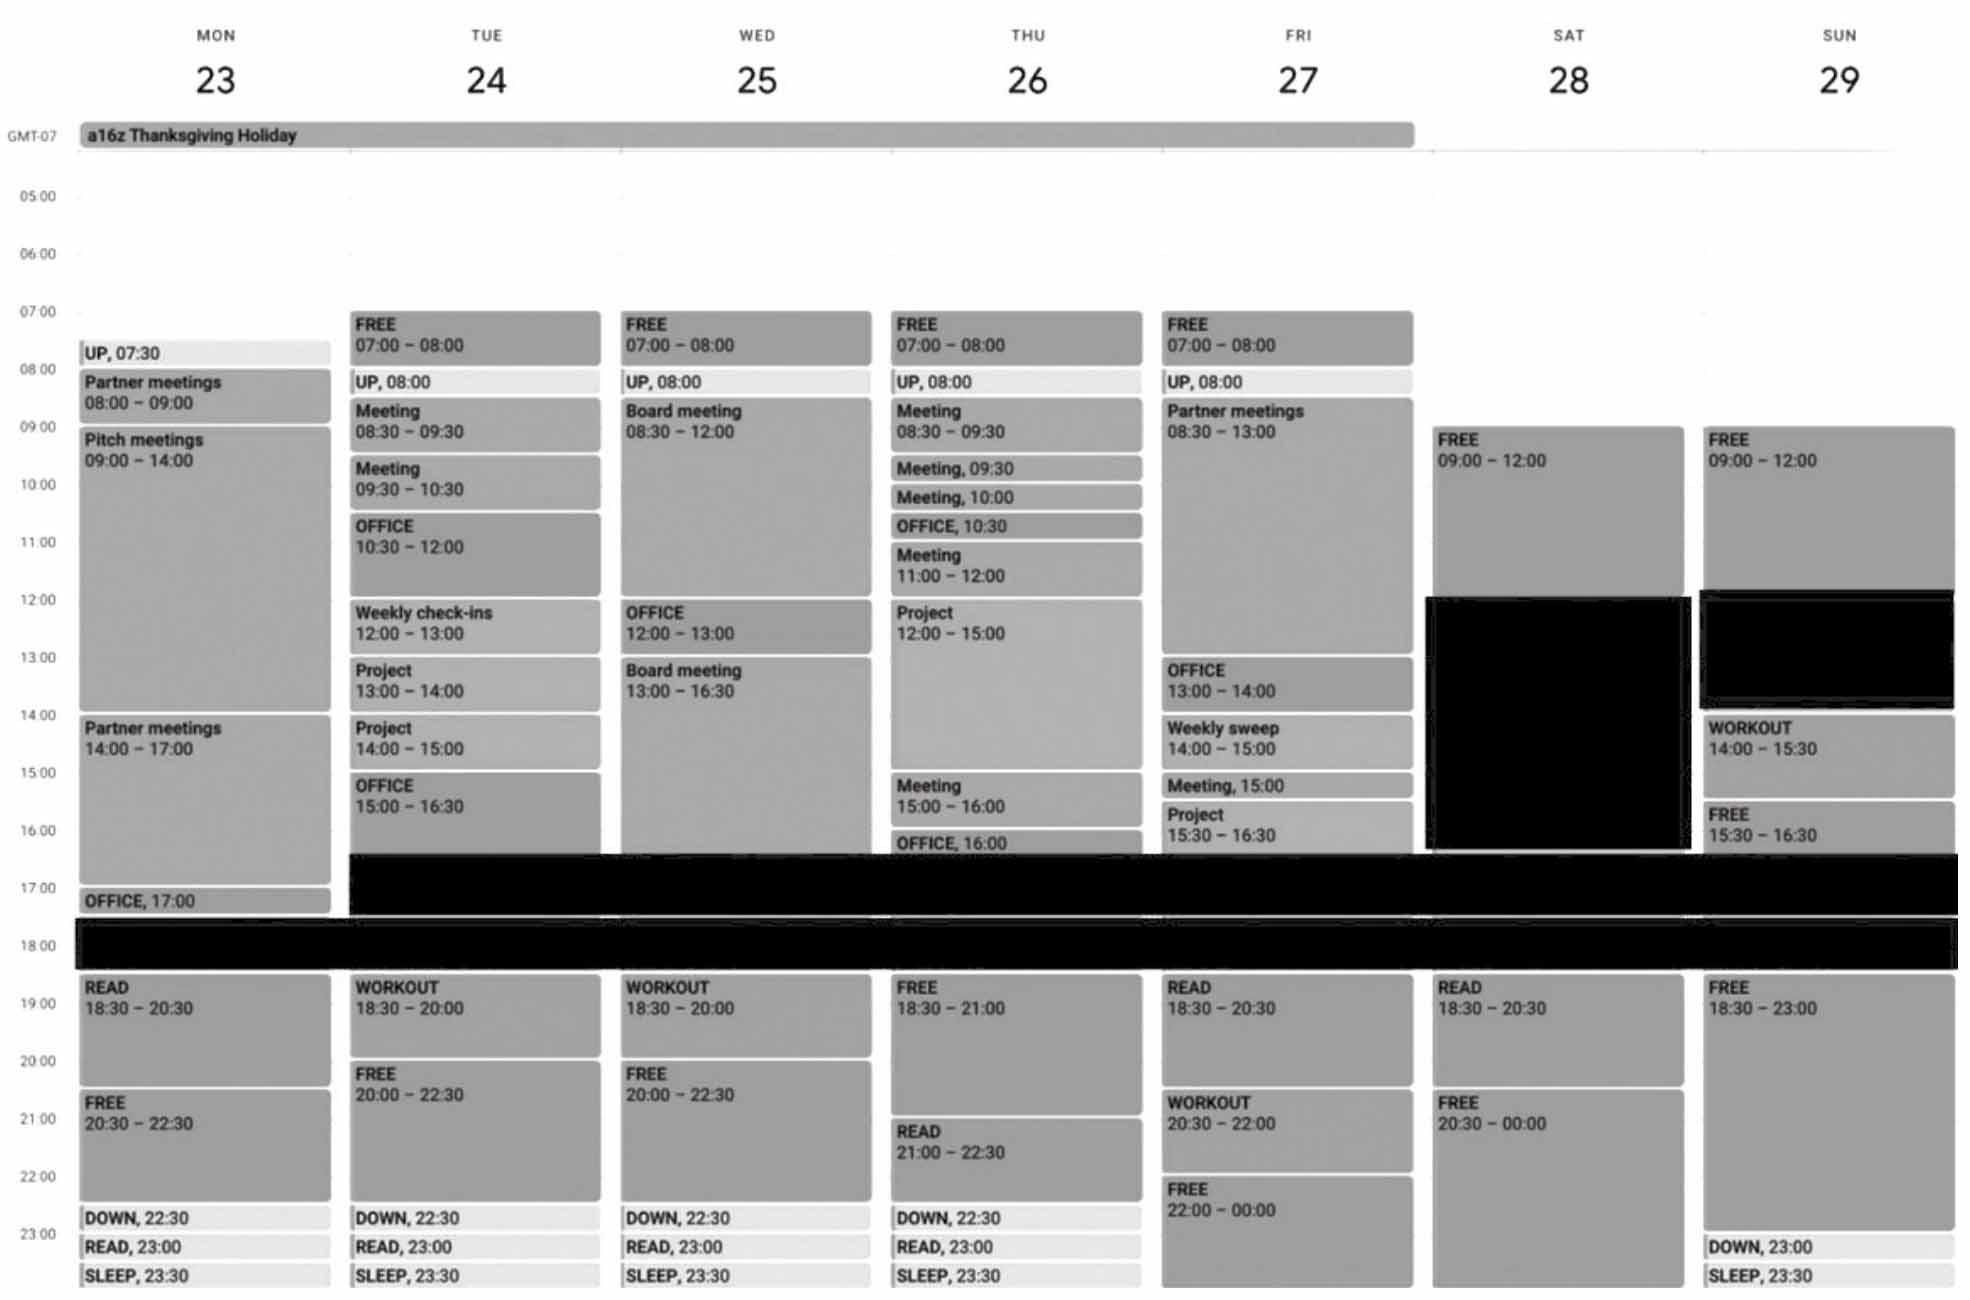 MON
23
TUE
24
WED
25
THU
26
FRI
27
SAT
28
SUN
29
GMT-07
a16z Thanksgiving Holiday
05:00
06:00
07:00
08:00
09:00
10:00
11:00
12:00
13:00
14:00
15:00
16:00
17:00
18:00
19:00
20:00
21:00
22:00
23:00
UP, 07:30
Partner meetings
08:00 – 09:00
Pitch meetings
09:00 – 14:00
Partner meetings
14:00 – 17:00
OFFICE, 17:00
READ
18:30 – 20:30
FREE
20:30 – 22:30
DOWN, 22:30
READ, 23:00
SLEEP, 23:30
FREE
07:00 – 08:00
UP, 08:00
Meeting
08:30 – 09:30
Meeting
09:30 – 10:30
OFFICE
10:30 – 12:00
Weekly check-ins
12:00 – 13:00
Project
13:00 – 14:00
Project
14:00 – 15:00
OFFICE
15:00 – 16:30
WORKOUT
18:30 – 20:00
FREE
20:00 – 22:30
DOWN, 22:30
READ, 23:00
SLEEP, 23:30
FREE
07:00 – 08:00
UP, 08:00
Board meeting
08:30 – 12:00
OFFICE
12:00 – 13:00
Board meeting
13:00 – 16:30
WORKOUT
18:30 – 20:00
FREE
20:00 – 22:30
DOWN, 22:30
READ, 23:00
SLEEP, 23:30
FREE
07:00 – 08:00
UP, 08:00
Meeting
08:30 – 09:30
Meeting, 09:30
Meeting, 10:00
OFFICE, 10:30
Meeting
11:00 – 12:00
Project
12:00 – 15:00
Meeting
15:00 – 16:00
OFFICE, 16:00
FREE
18:30 – 21:00
READ
21:00 – 22:30
DOWN, 22:30
READ, 23:00
SLEEP, 23:30
FREE
07:00 – 08:00
UP, 08:00
Partner meetings
08:30 – 13:00
OFFICE
13:00 – 14:00
Weekly sweep
14:00 – 15:00
Meeting, 15:00
Project
15:30 – 16:30
READ
18:30 – 20:30
WORKOUT
20:30 – 22:00
FREE
22:00 – 00:00
FREE
09:00 – 12:00
READ
18:30 – 20:30
FREE
20:30 – 00:00
FREE
09:00 – 12:00
WORKOUT
14:00 – 15:30
FREE
15:30 – 16:30
FREE
18:30 – 23:00
DOWN, 23:00
SLEEP, 23:30